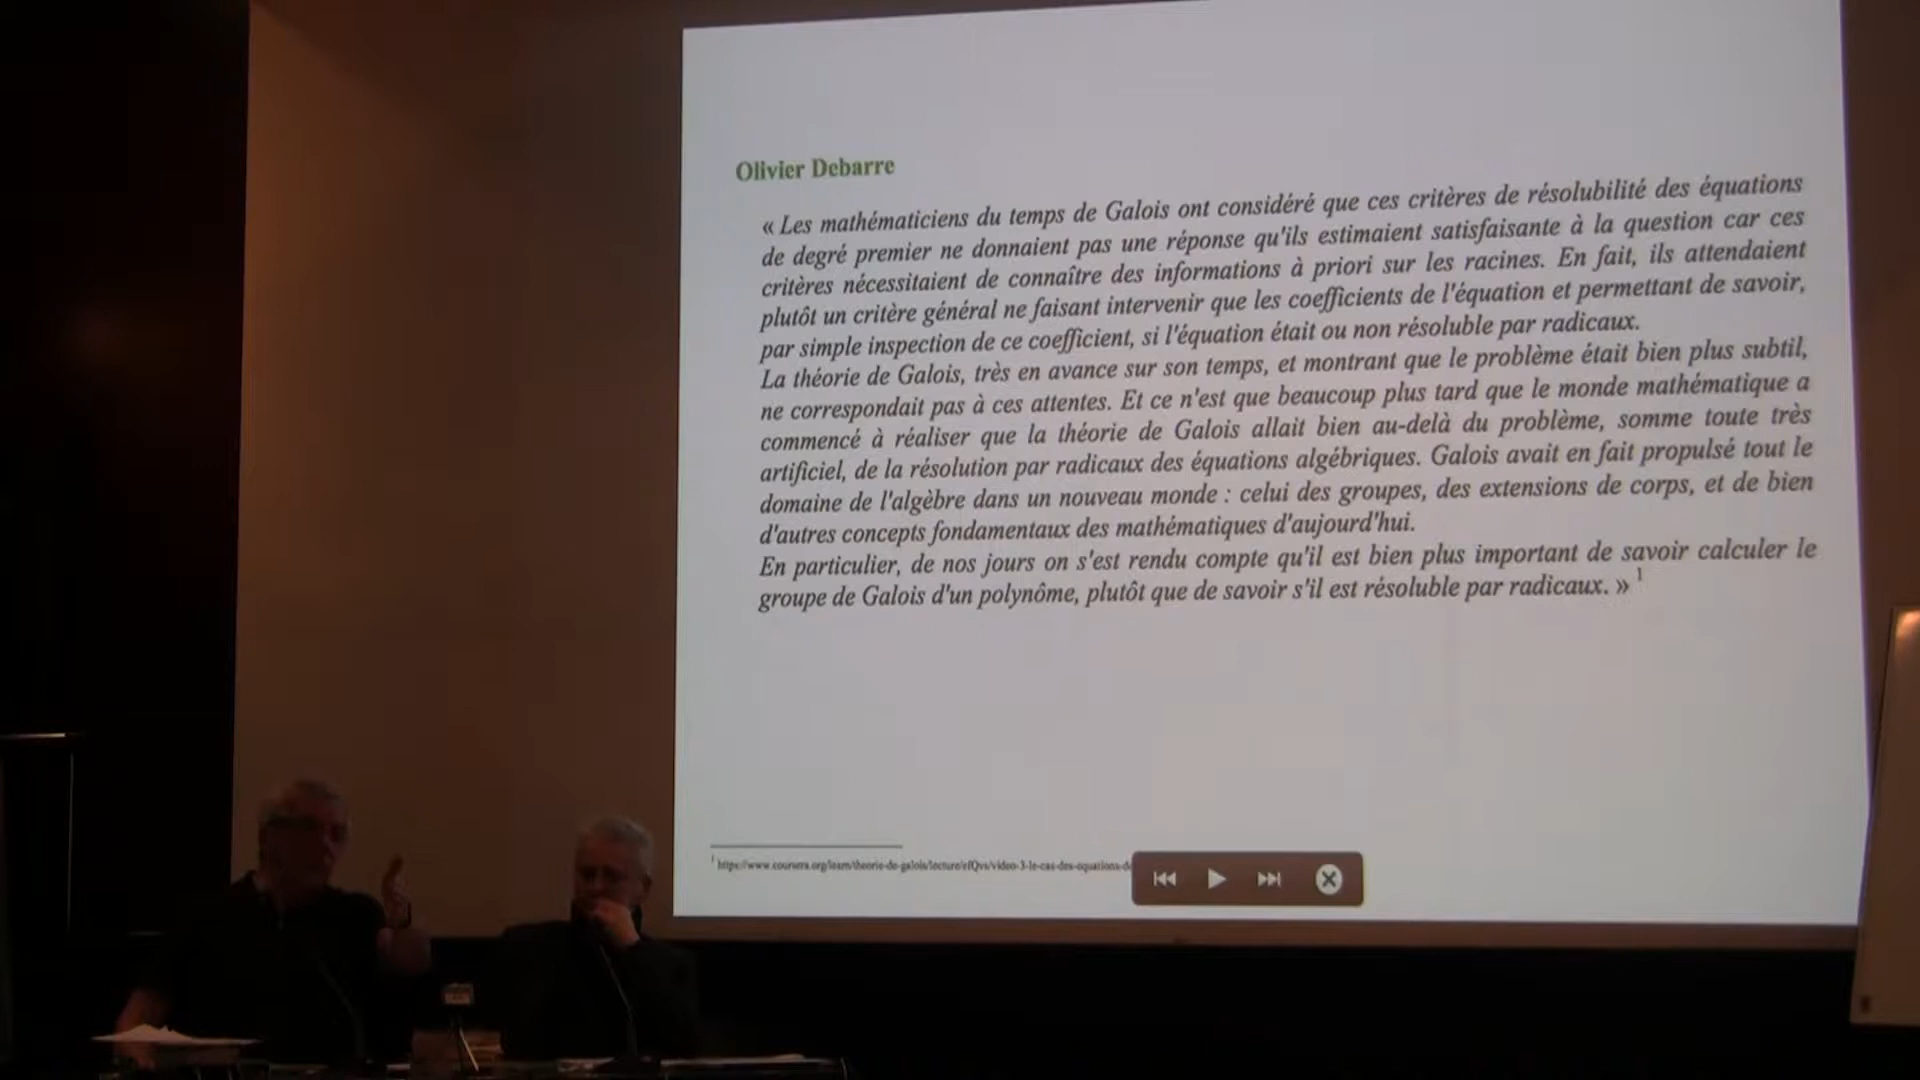 Olivier Debarre
« Les mathématiciens du temps de Galois ont considéré que ces critères de résolubilité des équations
de degré premier ne donnaient pas une réponse qu'ils estimaient satisfaisante à la question car ces
critères nécessitaient de connaître des informations à priori sur les racines. En fait, ils attendaient
plutôt un critère général ne faisant intervenir que les coefficients de l'équation et permettant de savoir,
par simple inspection de ce coefficient, si l'équation était ou non résoluble par radicaux.
La théorie de Galois, très en avance sur son temps, et montrant que le problème était bien plus subtil,
ne correspondait pas à ces attentes. Et ce n'est que beaucoup plus tard que le monde mathématique a
commencé à réaliser que la théorie de Galois allait bien au-delà du problème, somme toute très
artificiel, de la résolution par radicaux des équations algébriques. Galois avait en fait propulsé tout le
domaine de l'algèbre dans un nouveau monde : celui des groupes, des extensions de corps, et de bien
d'autres concepts fondamentaux des mathématiques d'aujourd'hui.
En particulier, de nos jours on s'est rendu compte qu'il est bien plus important de savoir calculer le
groupe de Galois d'un polynôme, plutôt que de savoir s'il est résoluble par radicaux. » 1
1 https://www.coursera.org/learn/theorie-de-galois/lecture/